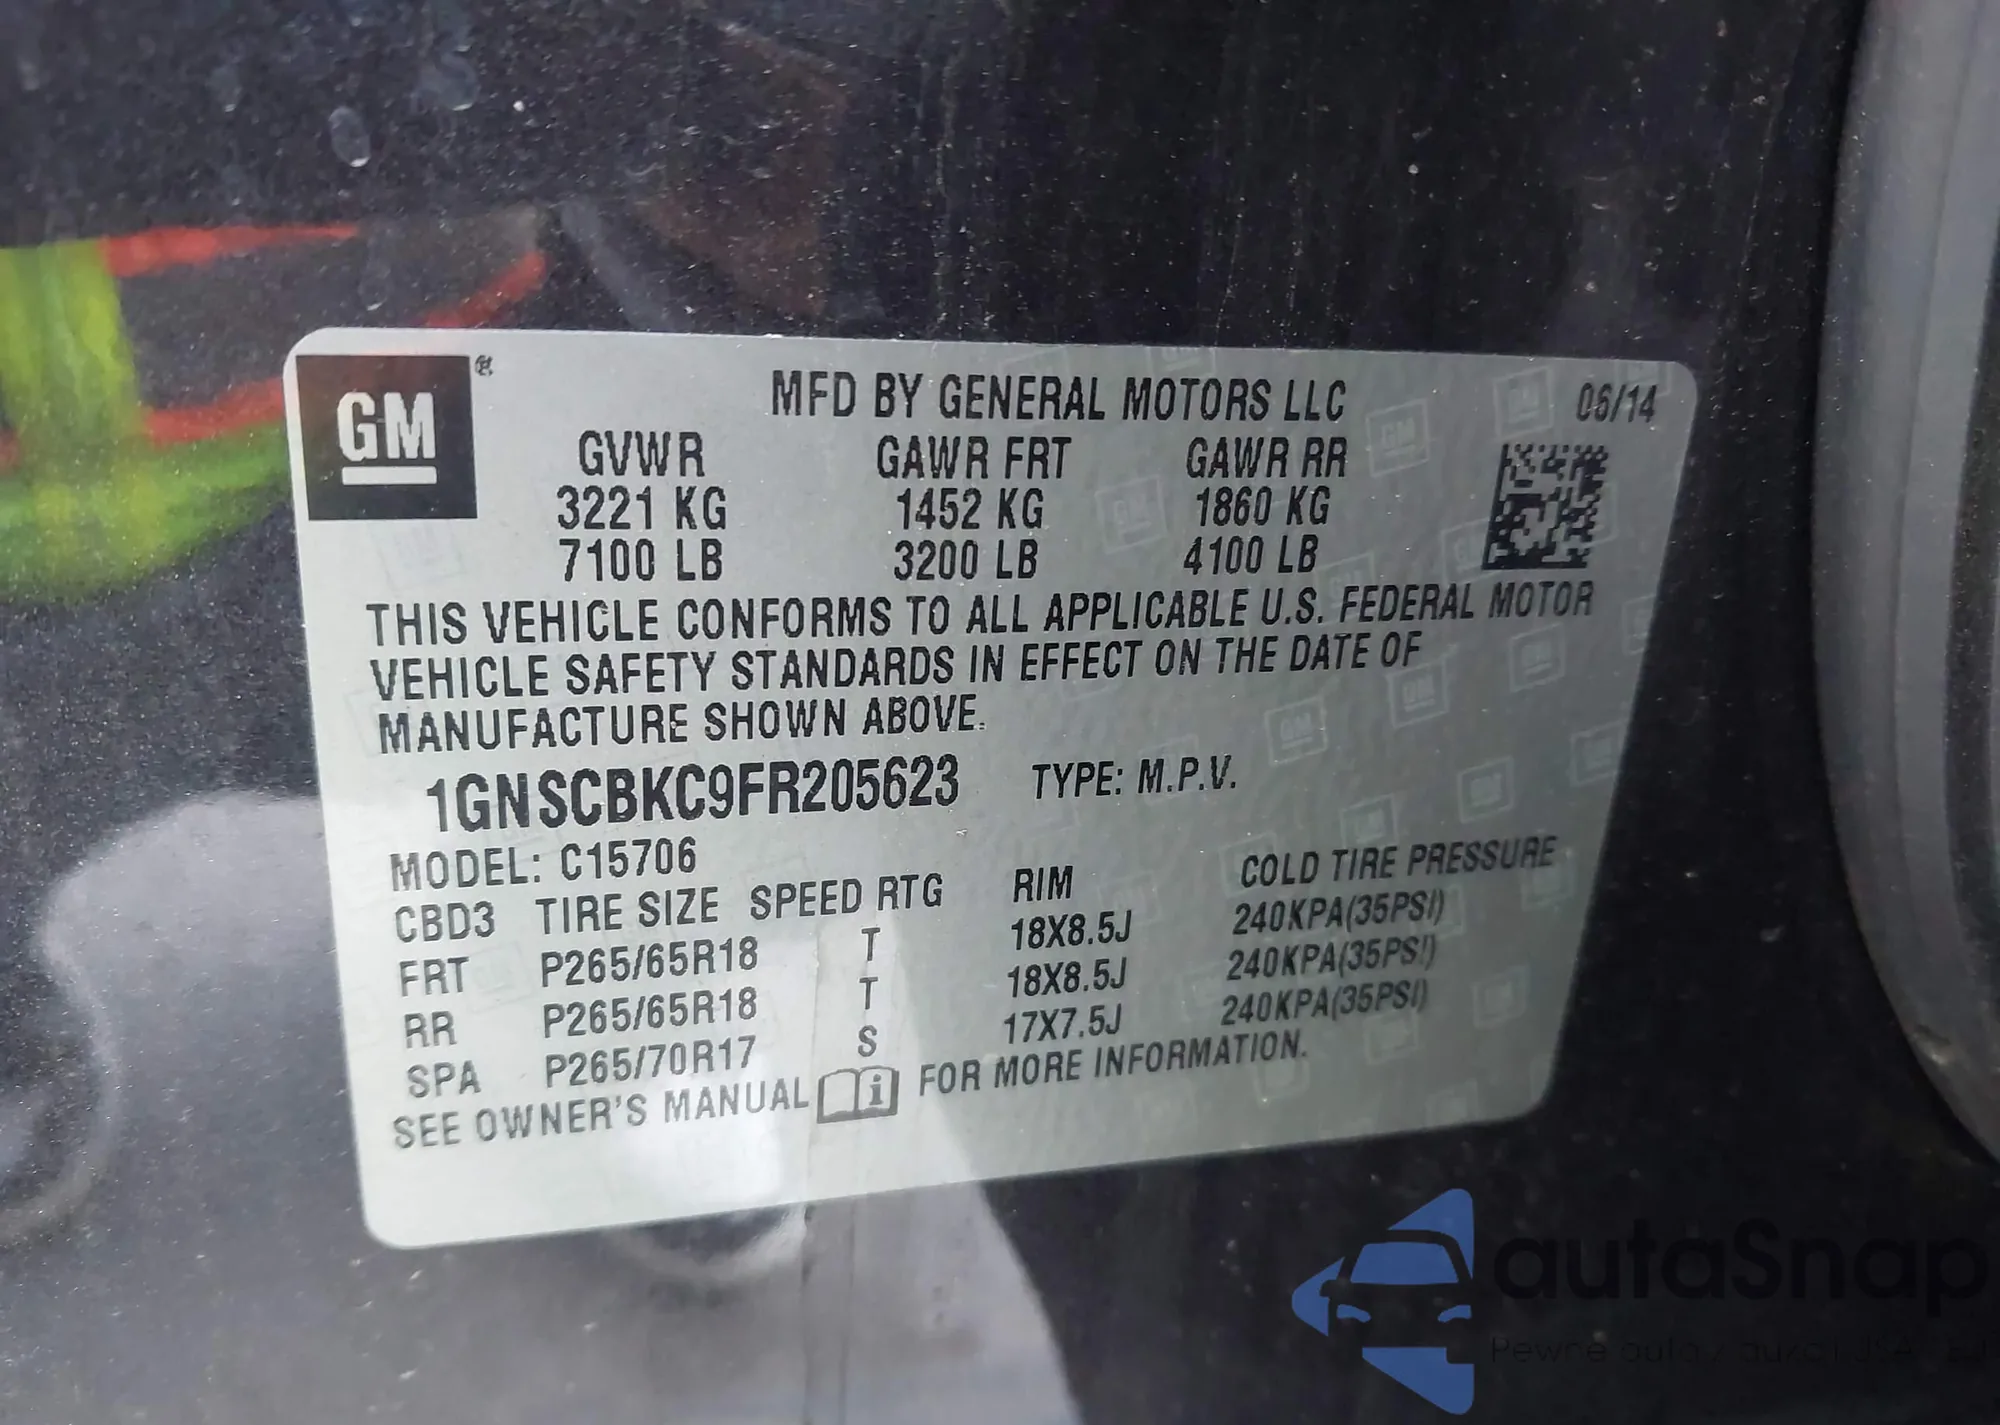 GM ®
MFD BY GENERAL MOTORS LLC 06/14
GVWR GAWR FRT GAWR RR
3221 KG 1452 KG 1860 KG
7100 LB 3200 LB 4100 LB
THIS VEHICLE CONFORMS TO ALL APPLICABLE U.S. FEDERAL MOTOR
VEHICLE SAFETY STANDARDS IN EFFECT ON THE DATE OF
MANUFACTURE SHOWN ABOVE.
1GNSCBKC9FR205623 TYPE: M.P.V.
MODEL: C15706
CBD3 TIRE SIZE SPEED RTG RIM COLD TIRE PRESSURE
FRT P265/65R18 T 18X8.5J 240KPA(35PSI)
RR P265/65R18 T 18X8.5J 240KPA(35PSI)
SPA P265/70R17 S 17X7.5J 240KPA(35PSI)
SEE OWNER'S MANUAL i FOR MORE INFORMATION.
autaSnap
Pewne auto z aukcji USA